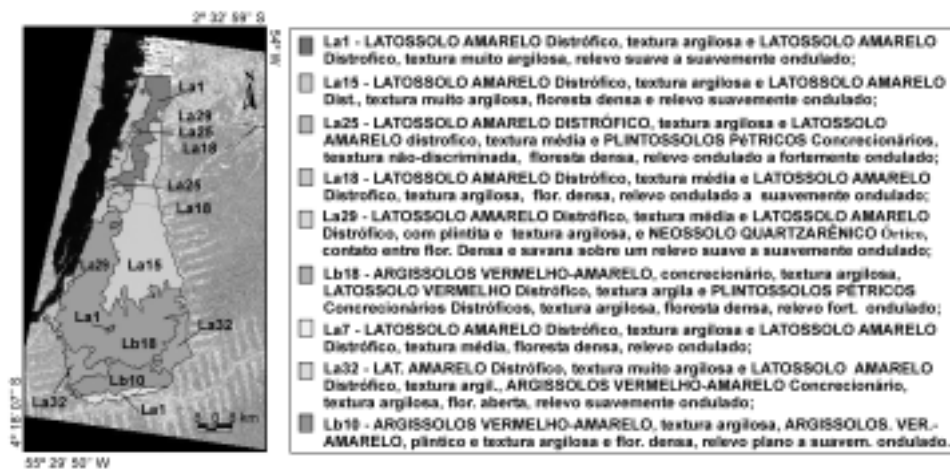 2° 32' 59" S
54° W
N
La1
La29
La25
La18
La25
La18
La29
La15
La1
La32
Lb18
Lb10
La32
La1
km
4° 18' 07" S
55° 29' 50" W
La1 - LATOSSOLO AMARELO Distrófico, textura argilosa e LATOSSOLO AMARELO
Distrofico, textura muito argilosa, relevo suave a suavemente ondulado;
La15 - LATOSSOLO AMARELO Distrófico, textura argilosa e LATOSSOLO AMARELO
Dist., textura muito argilosa, floresta densa e relevo suavemente ondulado;
La25 - LATOSSOLO AMARELO DISTRÓFICO, textura argilosa e LATOSSOLO
AMARELO distrofico, textura média e PLINTOSSOLOS PéTRICOS Concrecionários,
tesxtura não-discriminada, floresta densa, relevo ondulado a fortemente ondulado;
La18 - LATOSSOLO AMARELO Distrófico, textura média e LATOSSOLO AMARELO
Distrofico, textura argilosa, flor. densa, relevo ondulado a suavemente ondulado;
La29 - LATOSSOLO AMARELO Distrófico, textura média e LATOSSOLO AMARELO
Distrófico, com plintita e textura argilosa, e NEOSSOLO QUARTZARÊNICO Órtico,
contato entre flor. Densa e savana sobre um relevo suave a suavemente ondulado;
Lb18 - ARGISSOLOS VERMELHO-AMARELO, concrecionário, textura argilosa,
LATOSSOLO VERMELHO Distrófico, textura argila e PLINTOSSOLOS PÉTRICOS
Concrecionários Distróficos, textura argilosa, floresta densa, relevo fort. ondulado;
La7 - LATOSSOLO AMARELO Distrófico, textura argilosa e LATOSSOLO AMARELO
Distrófico, textura média, floresta densa, relevo ondulado;
La32 - LAT. AMARELO Distrófico, textura muito argilosa e LATOSSOLO AMARELO
Distrófico, textura argil., ARGISSOLOS VERMELHO-AMARELO Concrecionário,
textura argilosa, flor. aberta, relevo suavemente ondulado;
Lb10 - ARGISSOLOS VERMELHO-AMARELO, textura argilosa, ARGISSOLOS. VER.-
AMARELO, plintico e textura argilosa e flor. densa, relevo plano a suavem. ondulado.